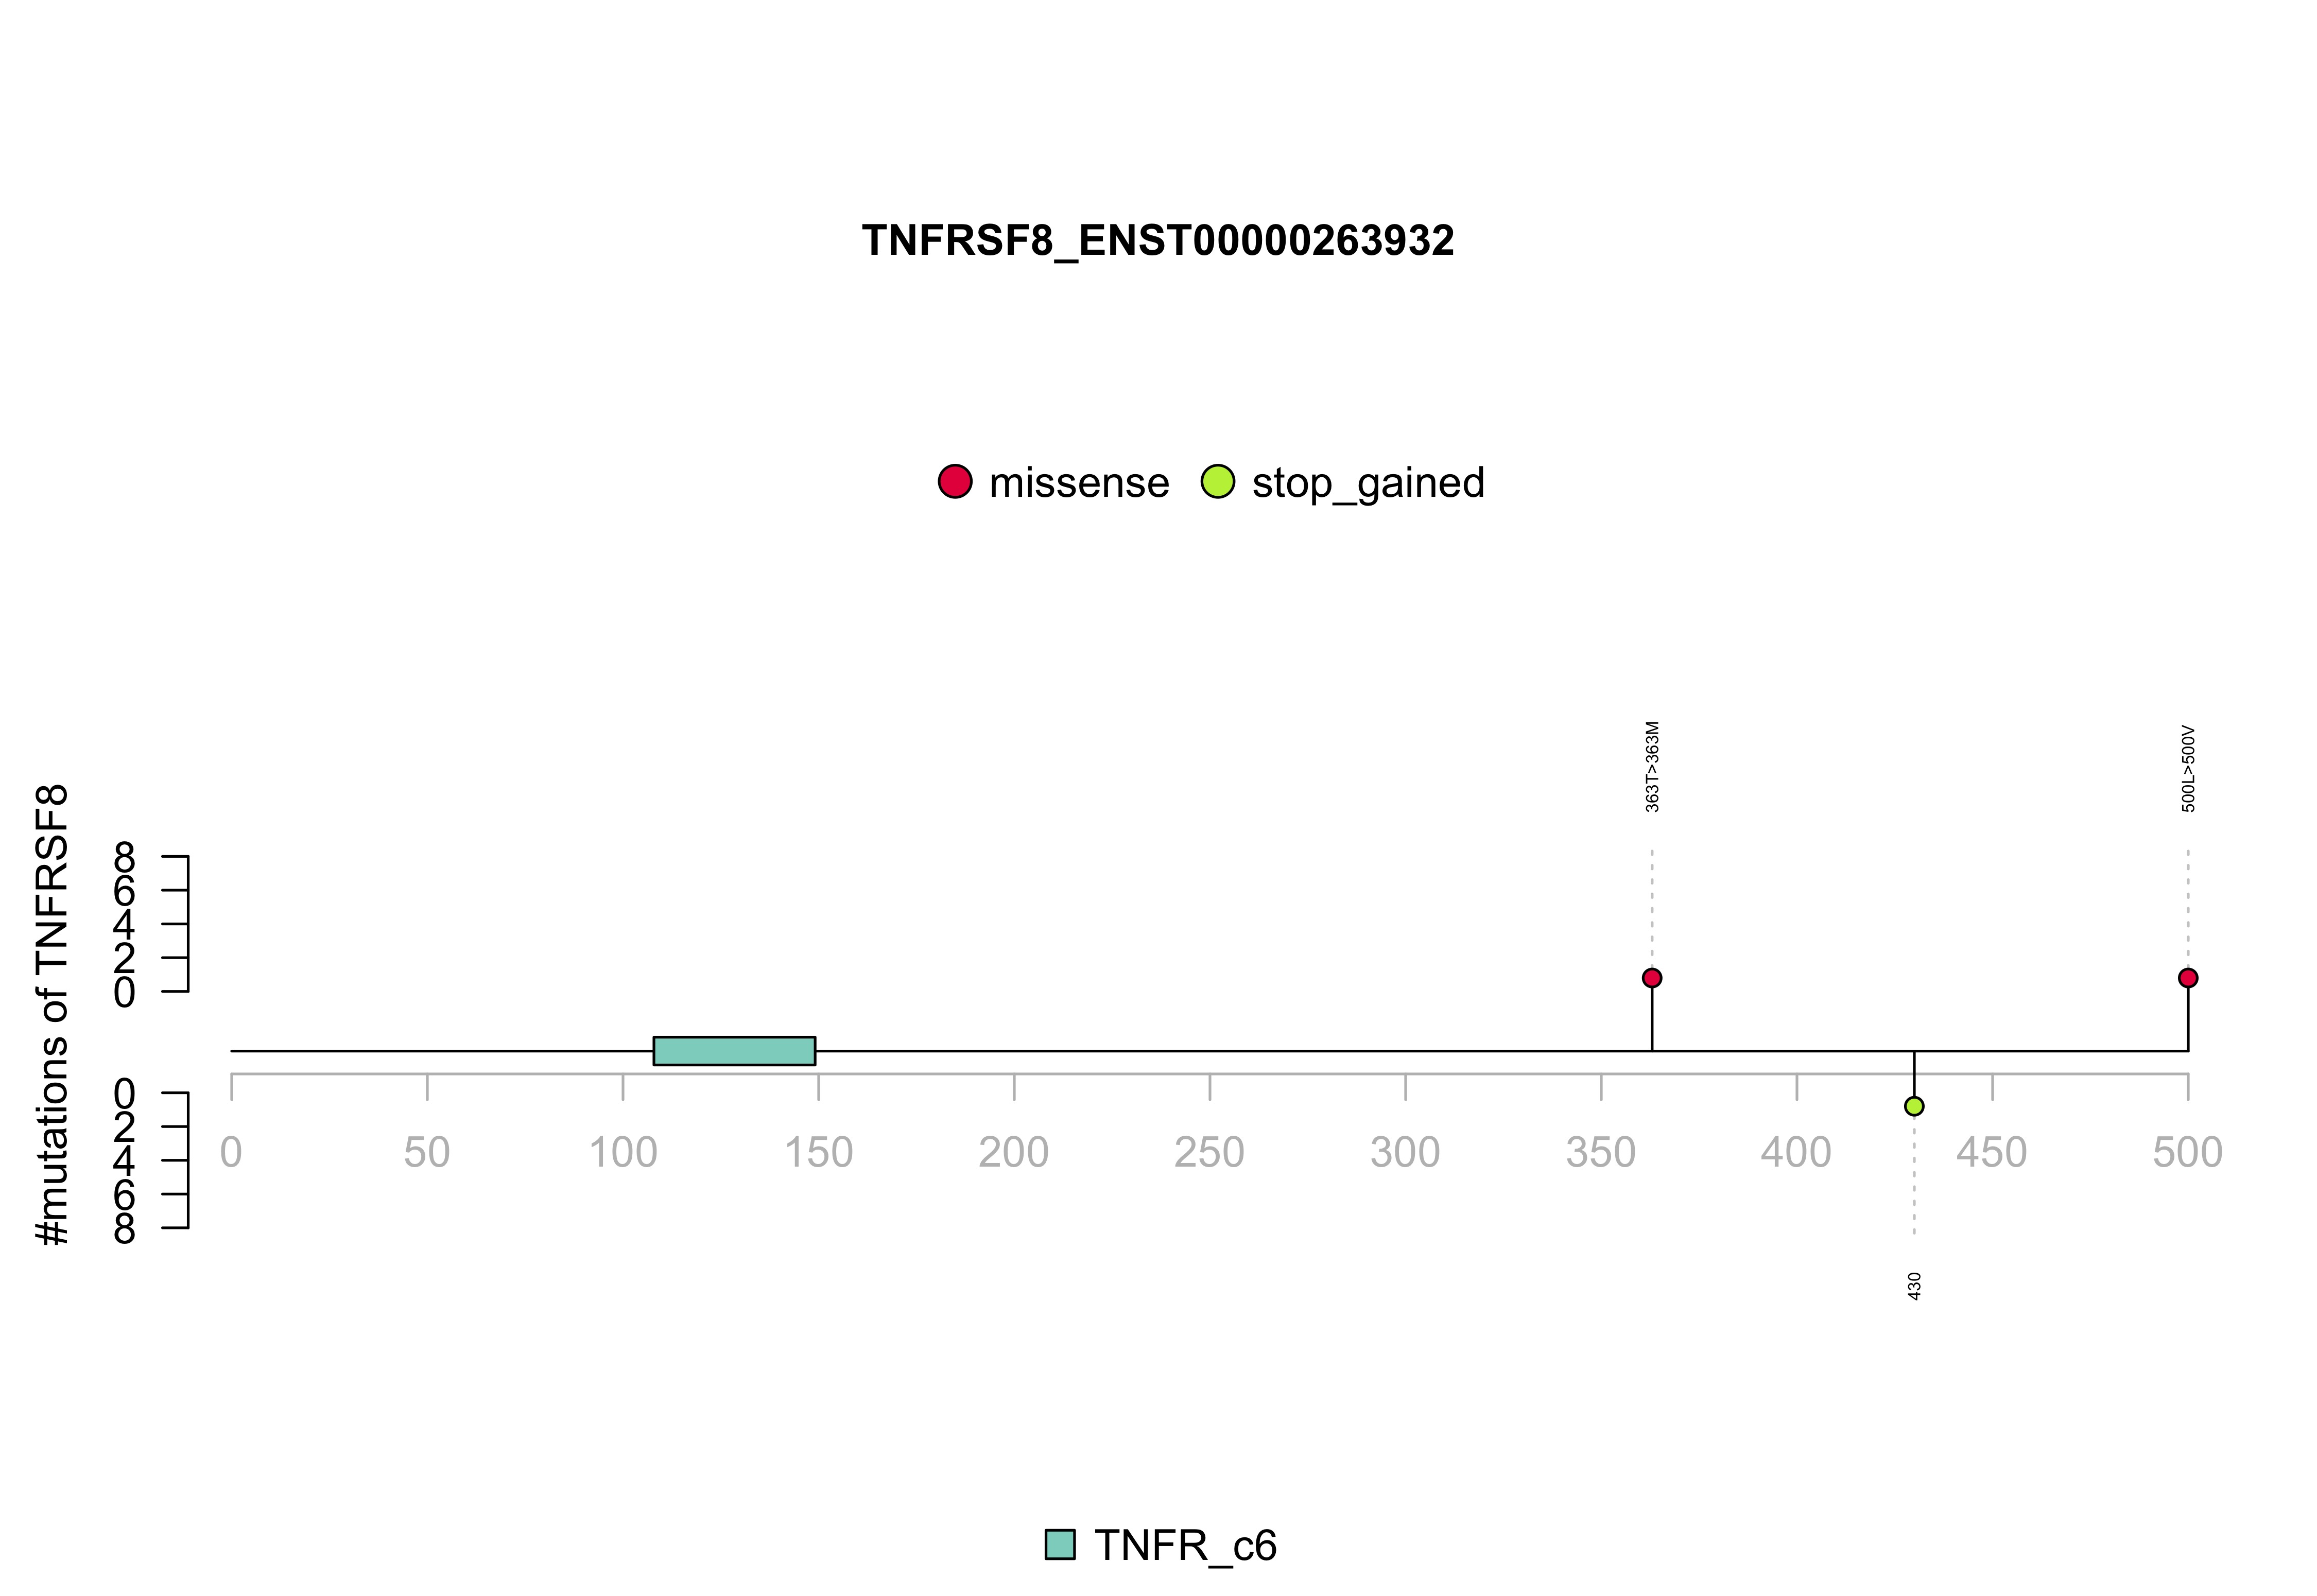 TNFRSF8_ENST00000263932
missense stop_gained
363T>363M
500L>500V
#mutations of TNFRSF8
8
6
4
2
0
0
2
4
6
8
0 50 100 150 200 250 300 350 400 450 500
430
TNFR_c6